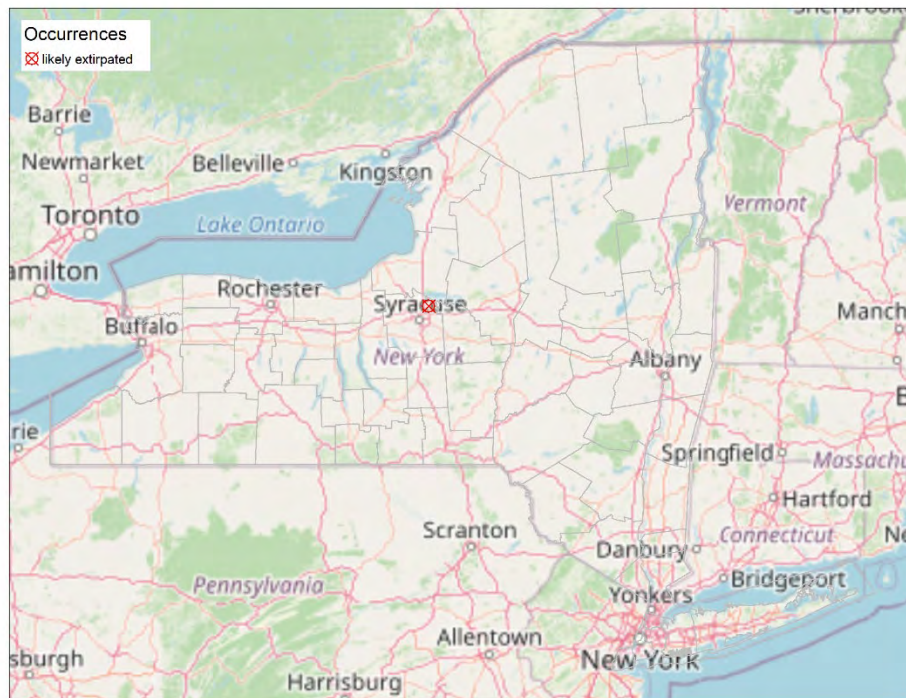 Occurrences
likely extirpated
Sherbrooke
Barrie
Newmarket
Belleville
Kingston
Toronto
Lake Ontario
Vermont
amilton
Rochester
Syracuse
Manch
Buffalo
New York
Albany
rie
Springfield
Massachu
Hartford
Scranton
Connecticut
Ne
Danbury
Bridgeport
Pennsylvania
Yonkers
Allentown
New York
sburgh
Harrisburg